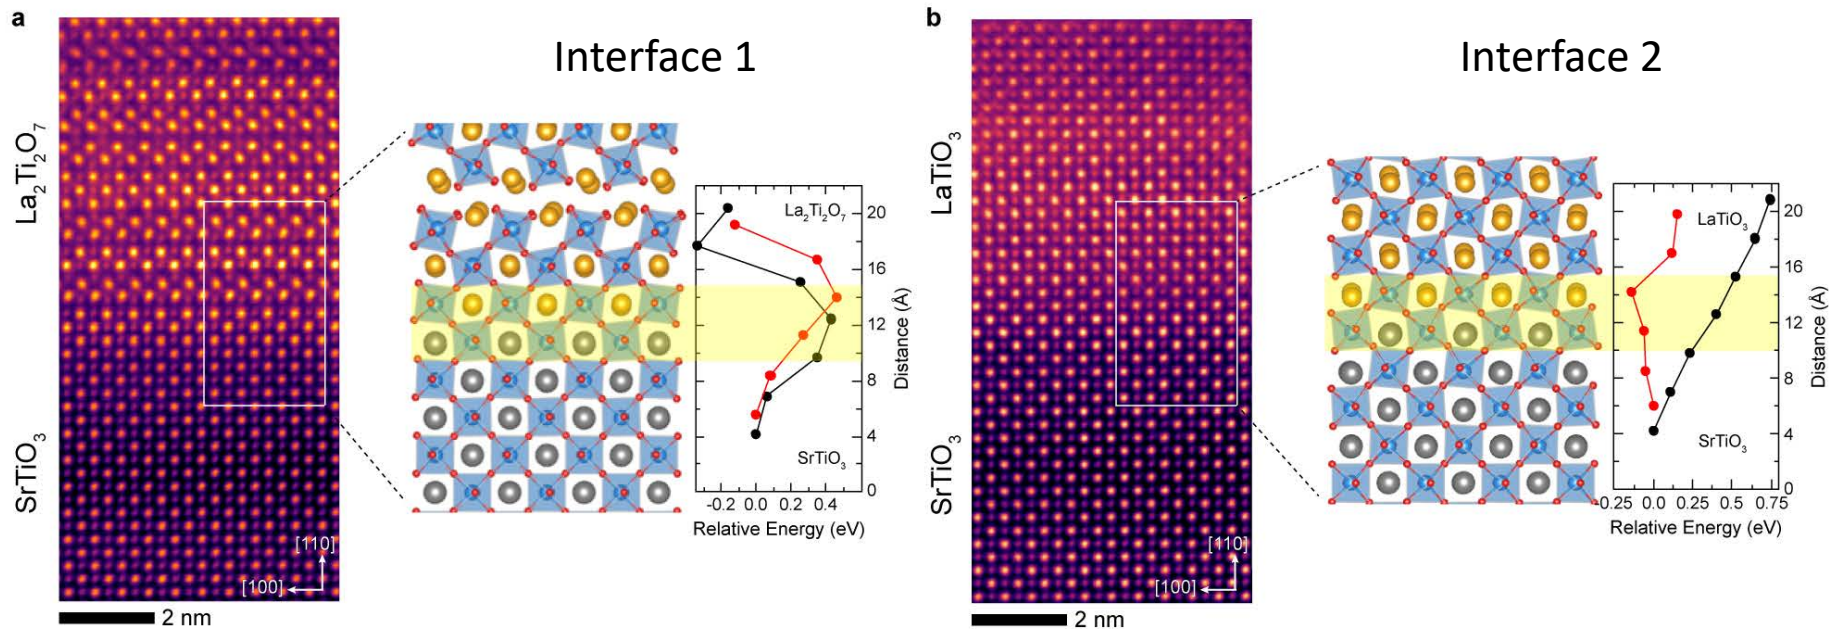 a
Interface 1
La₂Ti₂O₇
SrTiO₃
[110]
[100]
2 nm
La₂Ti₂O₇
SrTiO₃
20
16
12
8
4
0
Distance (Å)
-0.2 0.0 0.2 0.4
Relative Energy (eV)
b
Interface 2
LaTiO₃
SrTiO₃
[110]
[100]
2 nm
LaTiO₃
SrTiO₃
20
16
12
8
4
0
Distance (Å)
-0.25 0.0 0.25 0.50 0.75
Relative Energy (eV)